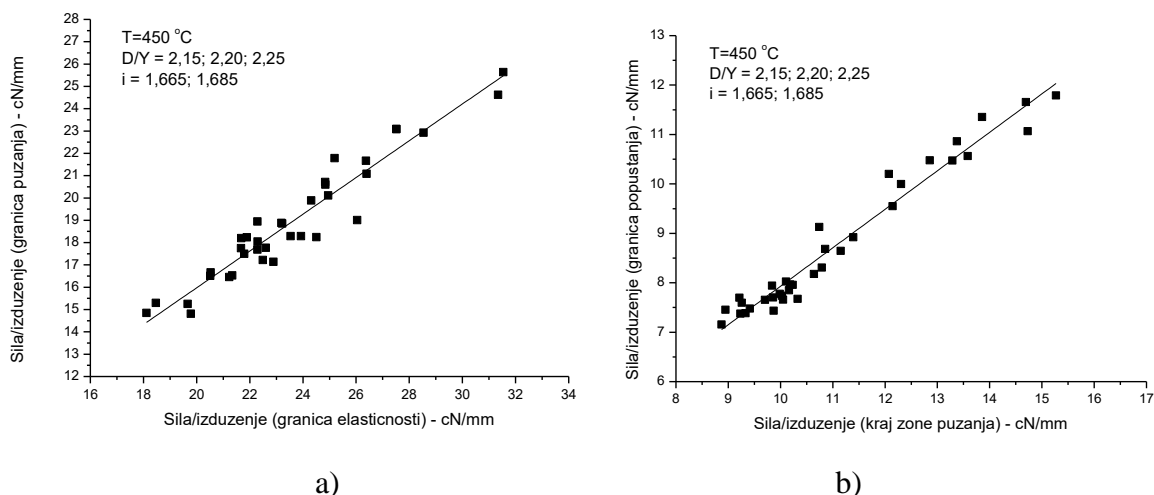 28
27
26
25
24
23
22
21
20
19
18
17
16
15
14
13
12
Sila/izduzenje (granica puzanja) - cN/mm
T=450 °C
D/Y = 2,15; 2,20; 2,25
i = 1,665; 1,685
16 18 20 22 24 26 28 30 32 34
Sila/izduzenje (granica elasticnosti) - cN/mm
a)
13
12
11
10
9
8
7
6
Sila/izduzenje (granica popustanja) - cN/mm
T=450 °C
D/Y = 2,15; 2,20; 2,25
i = 1,665; 1,685
8 9 10 11 12 13 14 15 16 17
Sila/izduzenje (kraj zone puzanja) - cN/mm
b)